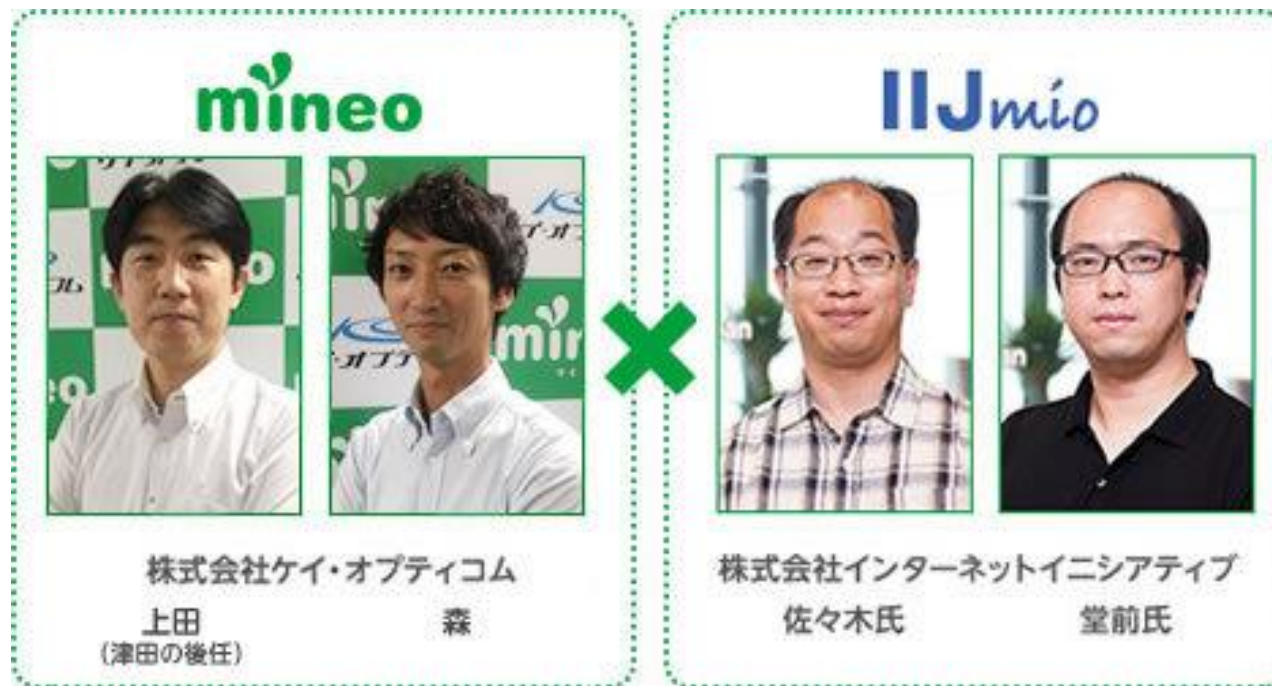 mineo
IIJmio
株式会社ケイ・オプティコム
上田
(津田の後任)
森
株式会社インターネットイニシアティブ
佐々木氏
堂前氏